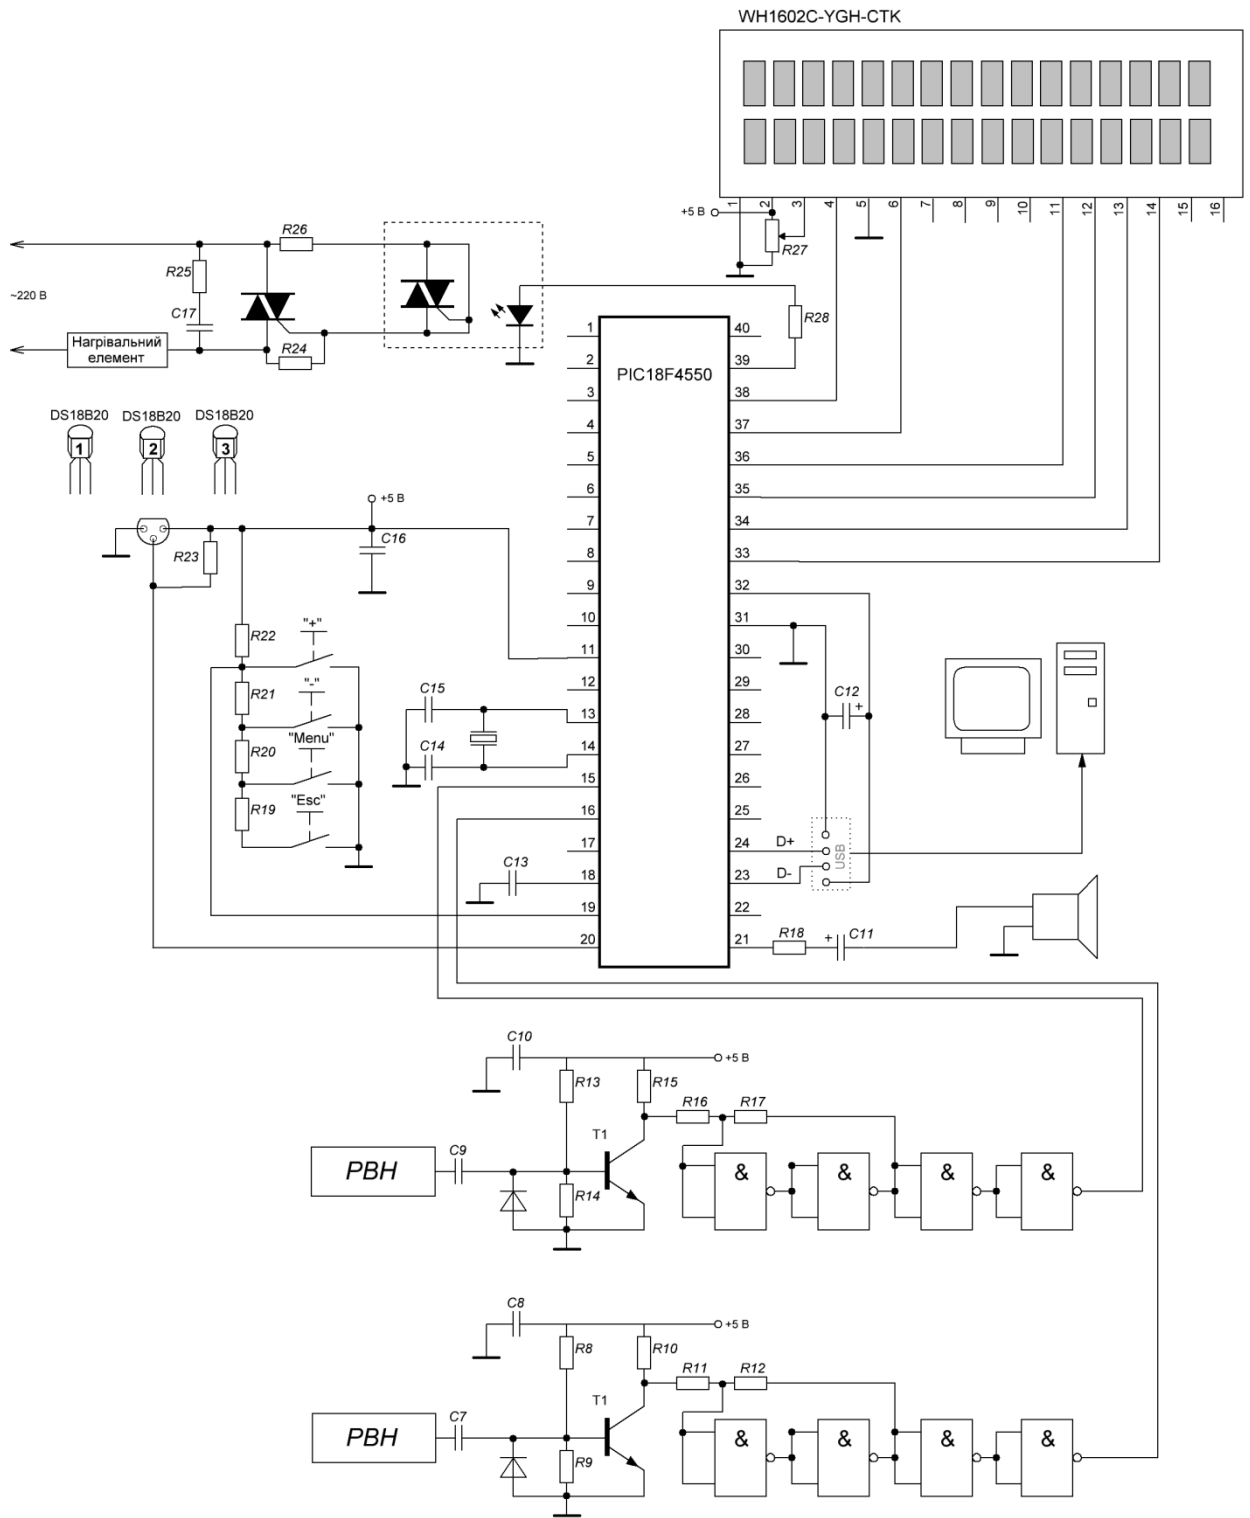 WH1602C-YGH-CTK
1 2 3 4 5 6 7 8 9 10 11 12 13 14 15 16
+5 В
R27
R26
R25
~220 В
C17
R24
Нагрівальний
елемент
R28
PIC18F4550
1 40
2 39
3 38
4 37
5 36
6 35
7 34
8 33
9 32
10 31
11 30
12 29
13 28
14 27
15 26
16 25
17 24
18 23
19 22
20 21
DS18B20 DS18B20 DS18B20
1 2 3
+5 В
R23
C16
R22
"+"
R21
"-"
R20
"Menu"
R19
"Esc"
C15
C14
C13
C12
+
D+
D-
USB
R18
+
C11
C10
+5 В
R13
R15
R16
R17
T1
РВН
C9
R14
& & & &
C8
+5 В
R8
R10
R11
R12
T1
РВН
C7
R9
& & & &